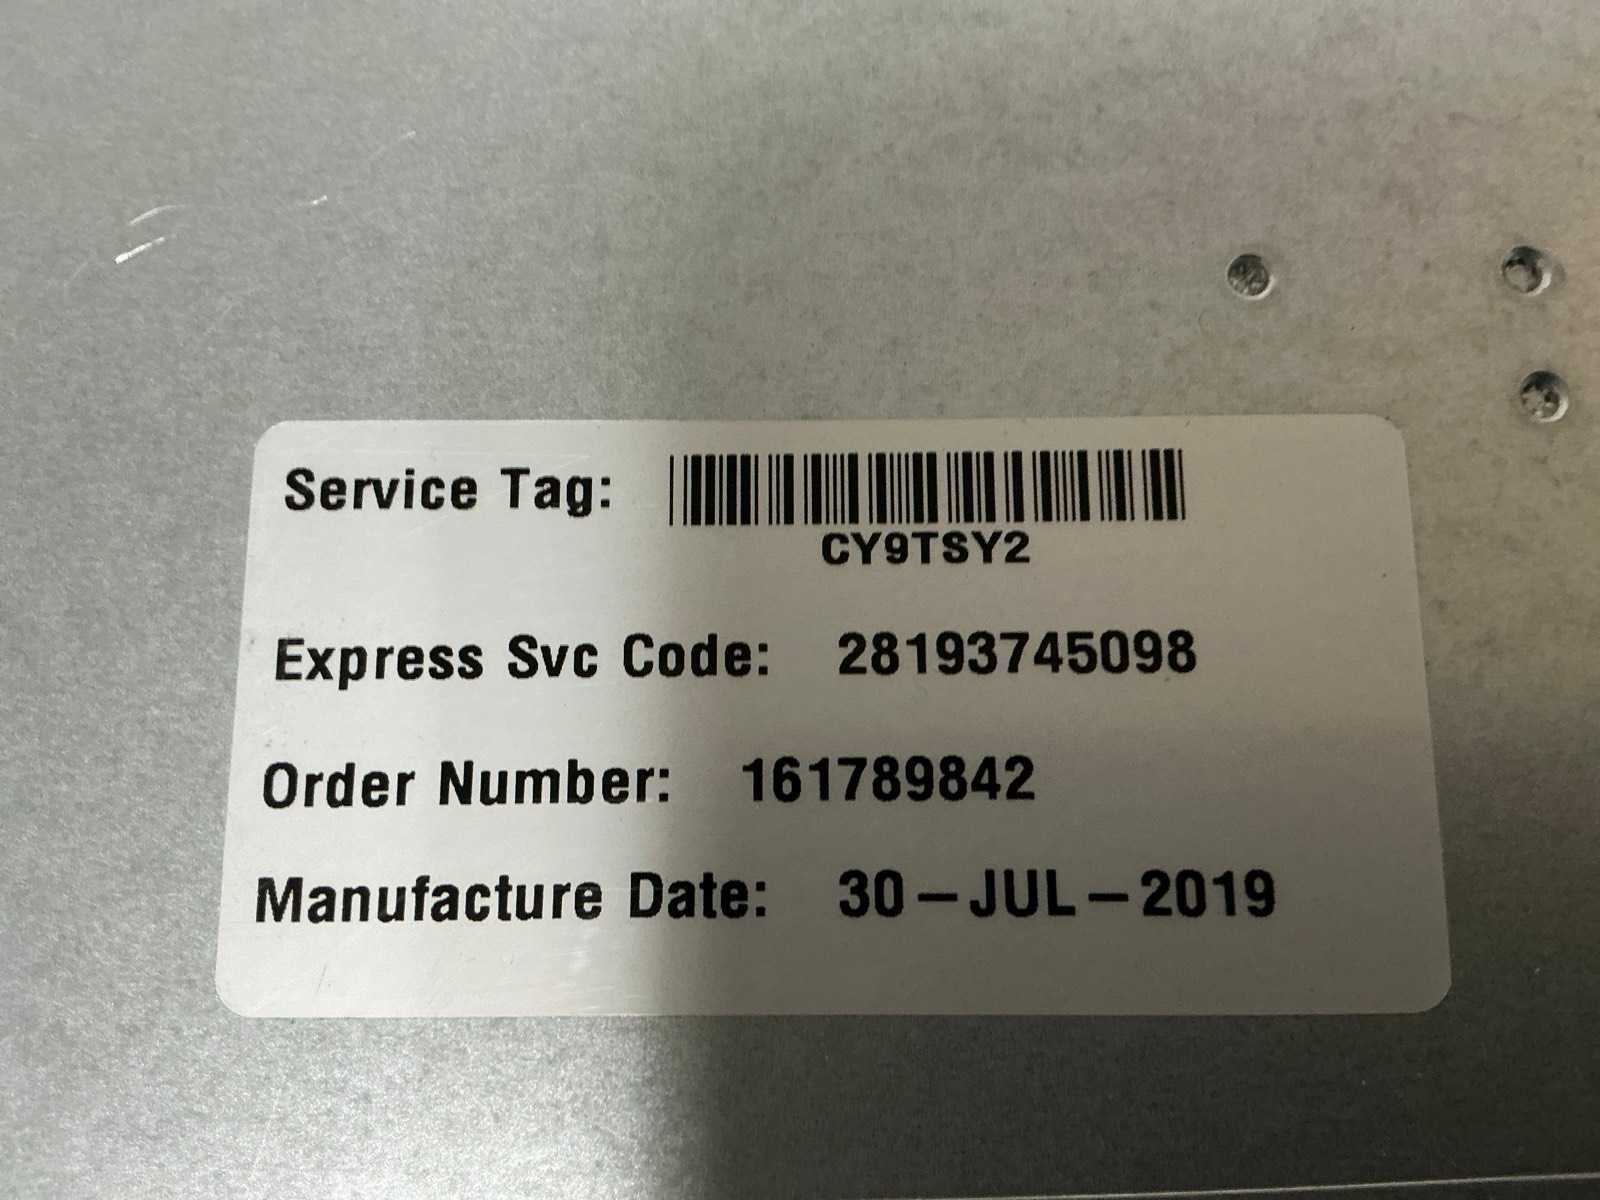 Service Tag:
CY9TSY2
Express Svc Code: 28193745098
Order Number: 161789842
Manufacture Date: 30-JUL-2019